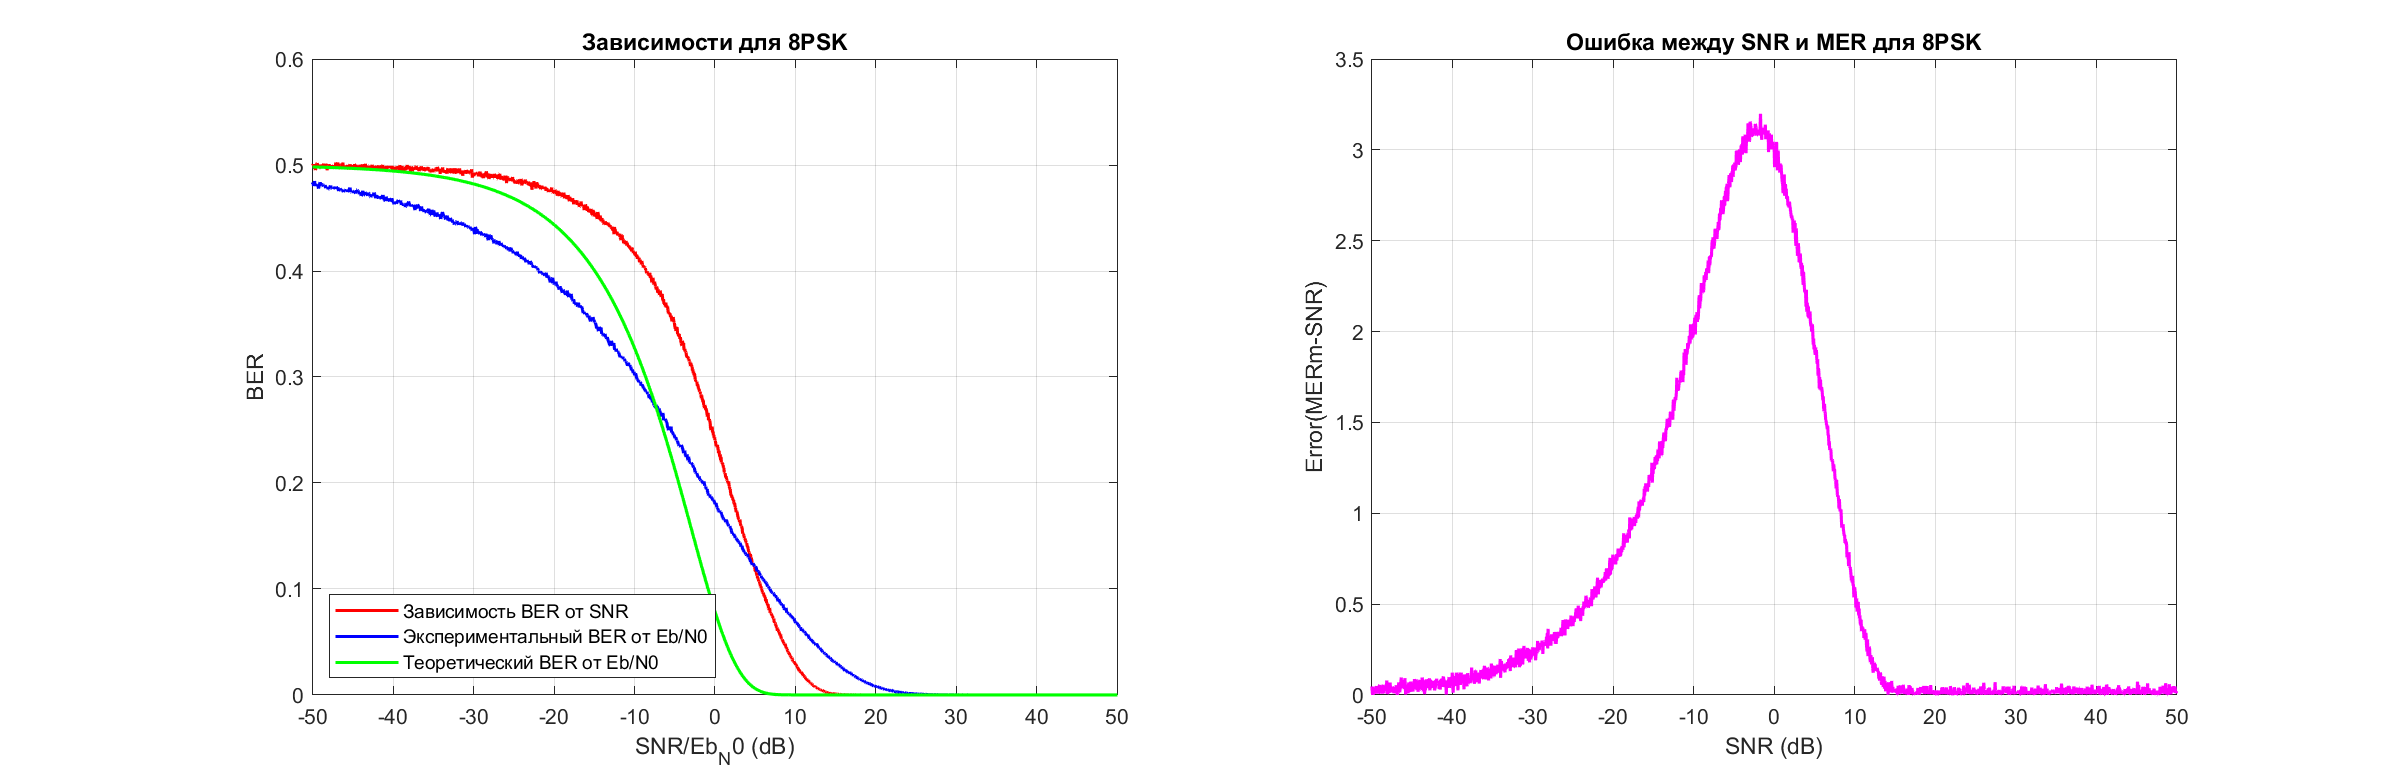 Зависимости для 8PSK
0.6
0.5
0.4
0.3
0.2
0.1
0
BER
Зависимость BER от SNR
Экспериментальный BER от Eb/N0
Теоретический BER от Eb/N0
-50 -40 -30 -20 -10 0 10 20 30 40 50
SNR/Eb_N0 (dB)
Ошибка между SNR и MER для 8PSK
3.5
3
2.5
2
1.5
1
0.5
0
Error(MERm-SNR)
-50 -40 -30 -20 -10 0 10 20 30 40 50
SNR (dB)